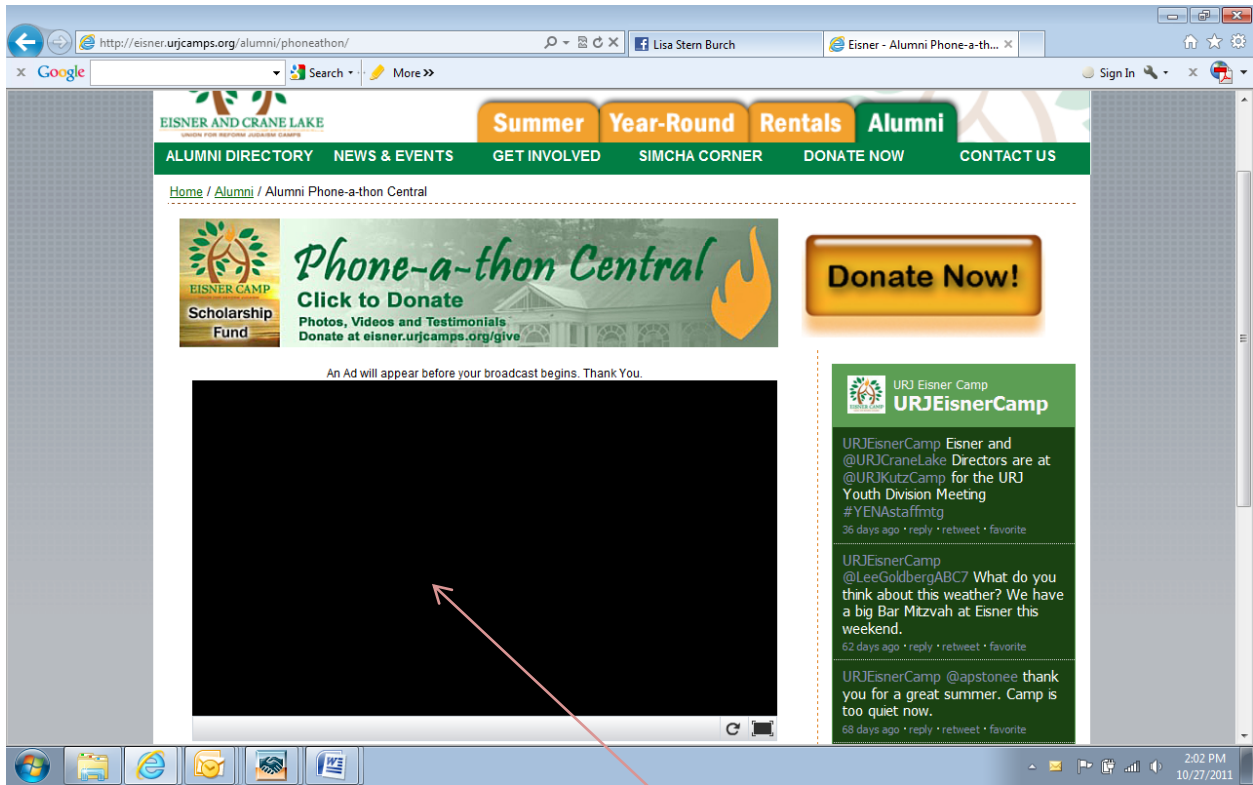 http://eisner.urjcamps.org/alumni/phoneathon/
Lisa Stern Burch
Eisner - Alumni Phone-a-th...
x Google
Search
More >>
Sign In
EISNER AND CRANE LAKE
UNION FOR REFORM JUDAISM CAMPS
Summer Year-Round Rentals Alumni
ALUMNI DIRECTORY NEWS & EVENTS GET INVOLVED SIMCHA CORNER DONATE NOW CONTACT US
Home / Alumni / Alumni Phone-a-thon Central
EISNER CAMP
Scholarship
Fund
Phone-a-thon Central
Click to Donate
Photos, Videos and Testimonials
Donate at eisner.urjcamps.org/give
Donate Now!
An Ad will appear before your broadcast begins. Thank You.
URJ Eisner Camp
URJEisnerCamp
URJEisnerCamp Eisner and
@URJCraneLake Directors are at
@URJKutzCamp for the URJ
Youth Division Meeting
#YENAstaffmtg
36 days ago • reply • retweet • favorite
URJEisnerCamp
@LeeGoldbergABC7 What do you
think about this weather? We have
a big Bar Mitzvah at Eisner this
weekend.
62 days ago • reply • retweet • favorite
URJEisnerCamp @apstonee thank
you for a great summer. Camp is
too quiet now.
68 days ago • reply • retweet • favorite
2:02 PM
10/27/2011